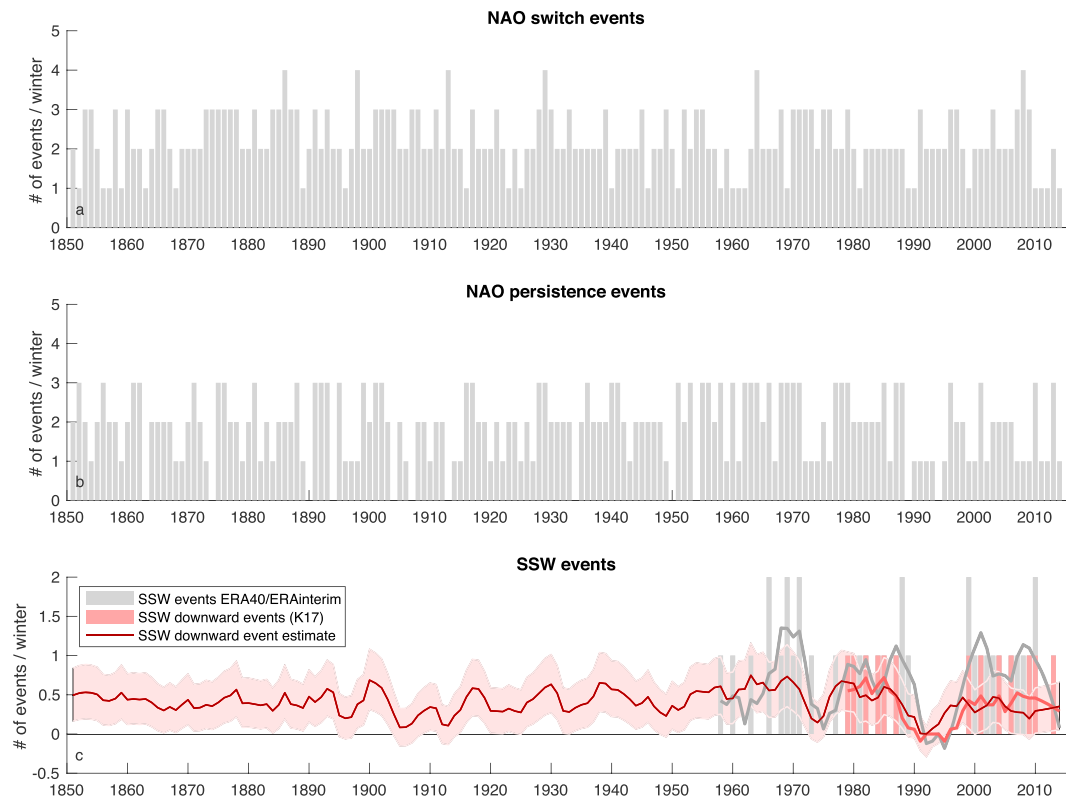 NAO switch events
# of events / winter
5
4
3
2
1
0
a
1850 1860 1870 1880 1890 1900 1910 1920 1930 1940 1950 1960 1970 1980 1990 2000 2010
NAO persistence events
# of events / winter
5
4
3
2
1
0
b
1850 1860 1870 1880 1890 1900 1910 1920 1930 1940 1950 1960 1970 1980 1990 2000 2010
SSW events
# of events / winter
2
1.5
1
0.5
0
-0.5
SSW events ERA40/ERAinterim
SSW downward events (K17)
SSW downward event estimate
c
1850 1860 1870 1880 1890 1900 1910 1920 1930 1940 1950 1960 1970 1980 1990 2000 2010